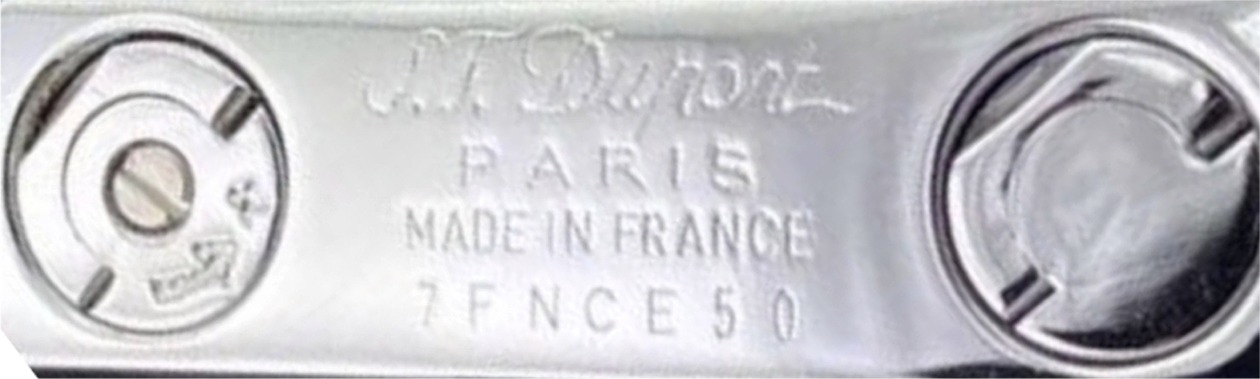 S.T. Dupont
PARIS
MADE IN FRANCE
7FNCE50